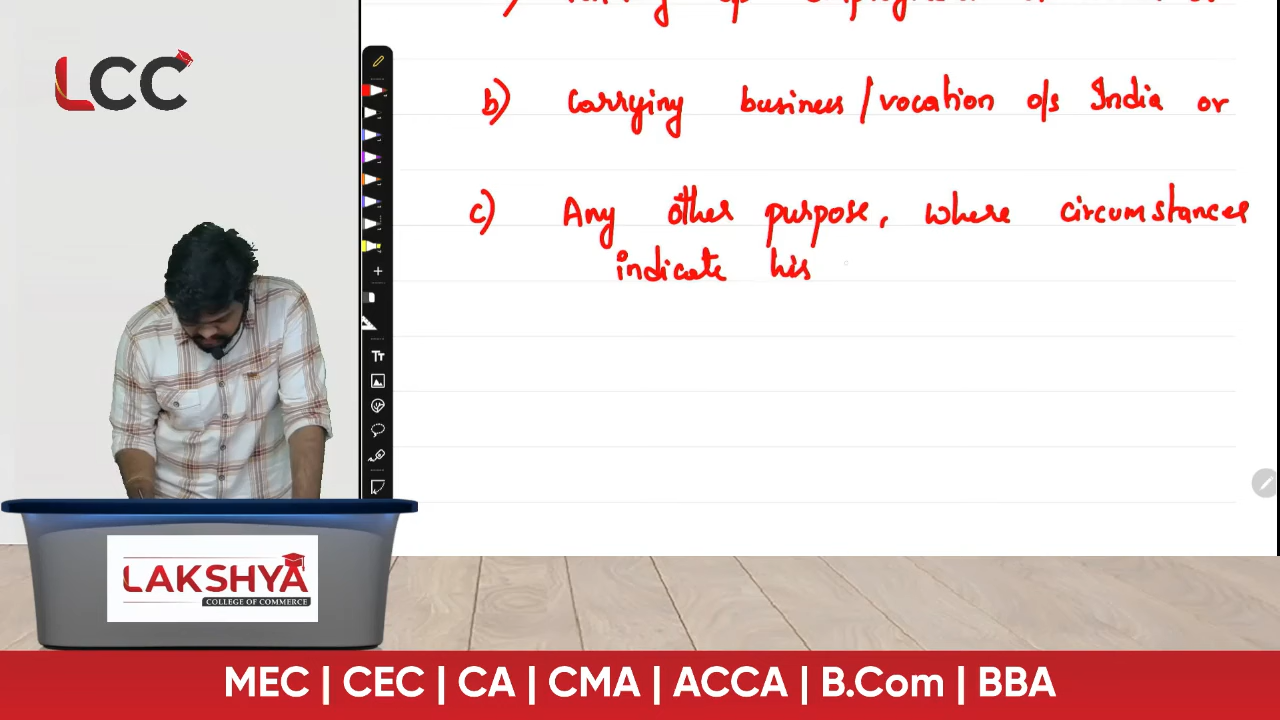 LCC
b) Carrying business/vocation o/s India or
c) Any other purpose, where circumstances
indicate his
Tт
LAKSHYA
COLLEGE OF COMMERCE
MEC | CEC | CA | CMA | ACCA | B.Com | BBA